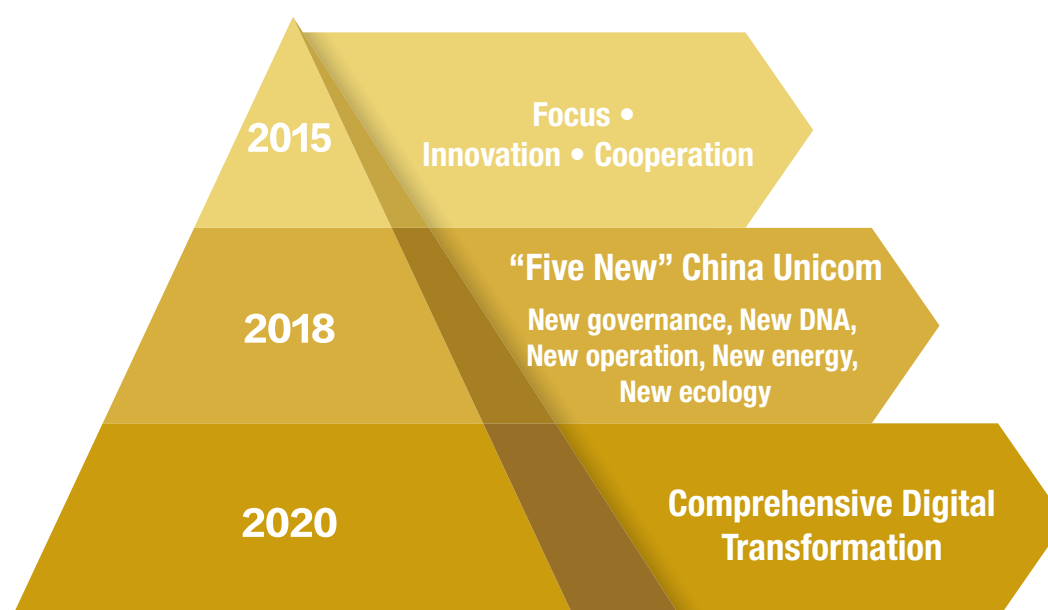 2015
Focus •
Innovation • Cooperation
2018
“Five New” China Unicom
New governance, New DNA,
New operation, New energy,
New ecology
2020
Comprehensive Digital
Transformation